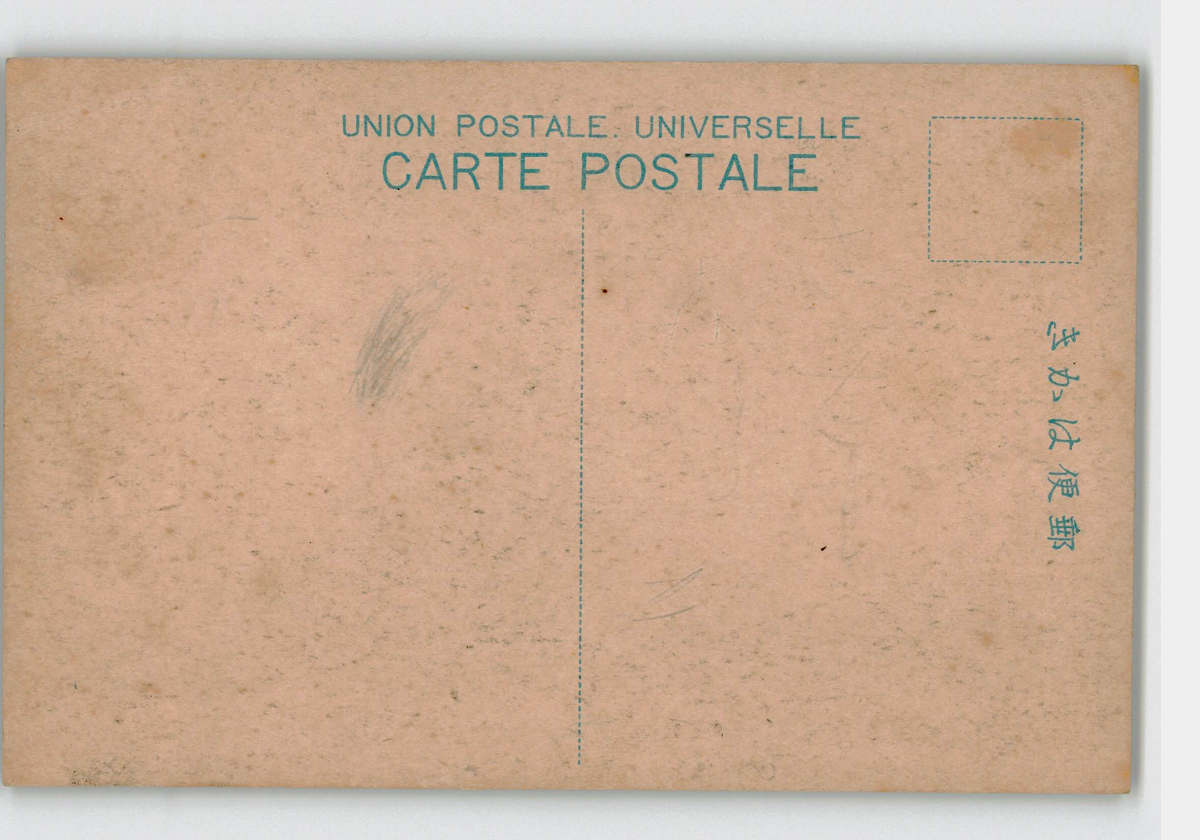 UNION POSTALE. UNIVERSELLE
CARTE POSTALE
きかは便郵